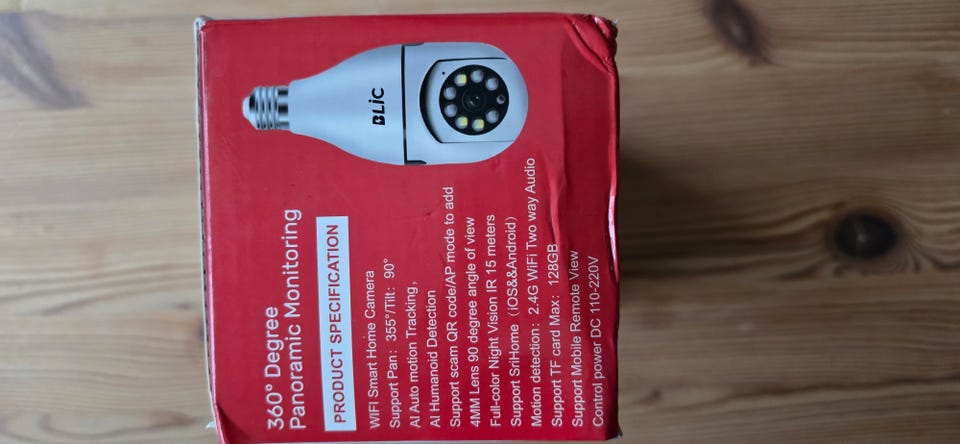 360° Degree
Panoramic Monitoring
PRODUCT SPECIFICATION
WIFI Smart Home Camera
Support Pan: 355°/Tilt: 90°
AI Auto motion Tracking,
AI Humanoid Detection
Support scam QR code/AP mode to add
4MM Lens 90 degree angle of view
Full-color Night Vision IR 15 meters
Support SriHome (iOS&&Android)
Motion detection: 2.4G WiFi Two way Audio
Support TF card Max: 128GB
Support Mobile Remote View
Control power DC 110-220V
BLiC